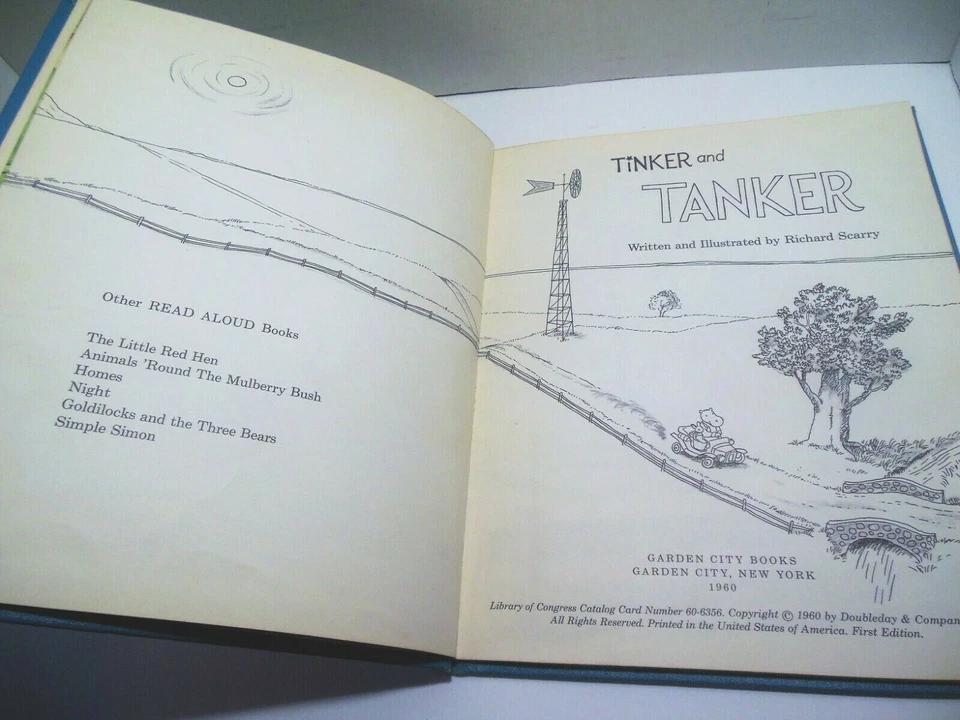 Other READ ALOUD Books
The Little Red Hen
Animals 'Round The Mulberry Bush
Homes
Night
Goldilocks and the Three Bears
Simple Simon
TiNKER and
TANKER
Written and Illustrated by Richard Scarry
GARDEN CITY BOOKS
GARDEN CITY, NEW YORK
1960
Library of Congress Catalog Card Number 60-6356. Copyright © 1960 by Doubleday & Compan
All Rights Reserved. Printed in the United States of America. First Edition.